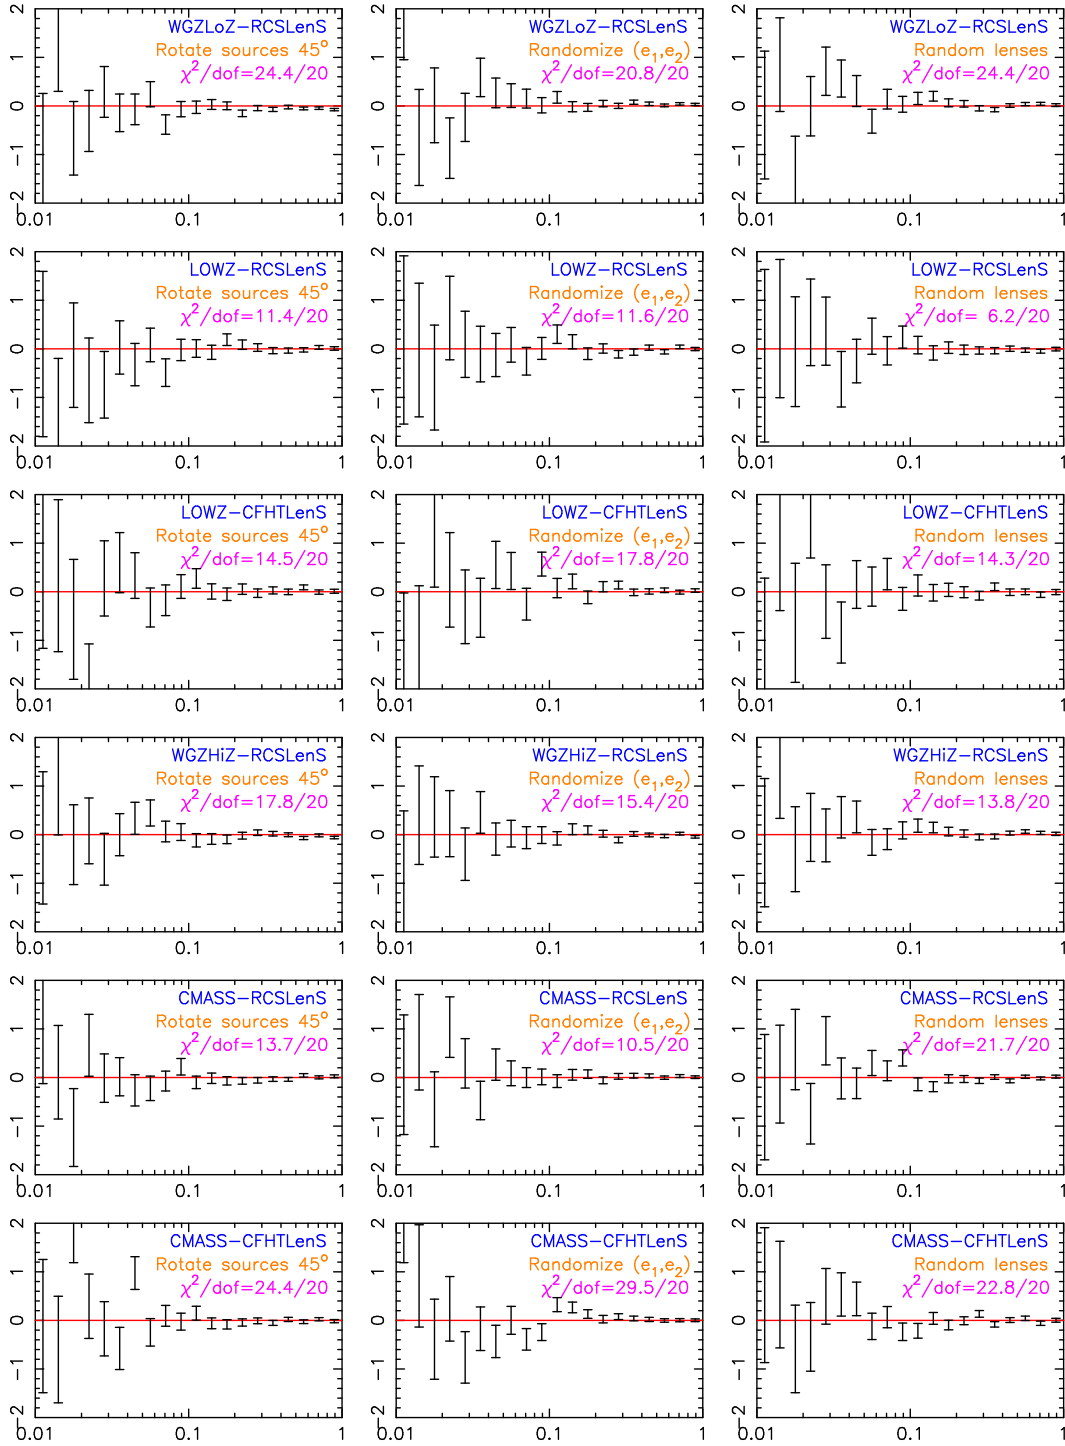 WGZLoZ−RCSLenS
Rotate sources 45°
χ²/dof=24.4/20
2
1
0
−1
−2
0.01
0.1
1
WGZLoZ−RCSLenS
Randomize (e₁,e₂)
χ²/dof=20.8/20
2
1
0
−1
−2
0.01
0.1
1
WGZLoZ−RCSLenS
Random lenses
χ²/dof=24.4/20
2
1
0
−1
−2
0.01
0.1
1
LOWZ−RCSLenS
Rotate sources 45°
χ²/dof=11.4/20
2
1
0
−1
−2
0.01
0.1
1
LOWZ−RCSLenS
Randomize (e₁,e₂)
χ²/dof=11.6/20
2
1
0
−1
−2
0.01
0.1
1
LOWZ−RCSLenS
Random lenses
χ²/dof= 6.2/20
2
1
0
−1
−2
0.01
0.1
1
LOWZ−CFHTLenS
Rotate sources 45°
χ²/dof=14.5/20
2
1
0
−1
−2
0.01
0.1
1
LOWZ−CFHTLenS
Randomize (e₁,e₂)
χ²/dof=17.8/20
2
1
0
−1
−2
0.01
0.1
1
LOWZ−CFHTLenS
Random lenses
χ²/dof=14.3/20
2
1
0
−1
−2
0.01
0.1
1
WGZHiZ−RCSLenS
Rotate sources 45°
χ²/dof=17.8/20
2
1
0
−1
−2
0.01
0.1
1
WGZHiZ−RCSLenS
Randomize (e₁,e₂)
χ²/dof=15.4/20
2
1
0
−1
−2
0.01
0.1
1
WGZHiZ−RCSLenS
Random lenses
χ²/dof=13.8/20
2
1
0
−1
−2
0.01
0.1
1
CMASS−RCSLenS
Rotate sources 45°
χ²/dof=13.7/20
2
1
0
−1
−2
0.01
0.1
1
CMASS−RCSLenS
Randomize (e₁,e₂)
χ²/dof=10.5/20
2
1
0
−1
−2
0.01
0.1
1
CMASS−RCSLenS
Random lenses
χ²/dof=21.7/20
2
1
0
−1
−2
0.01
0.1
1
CMASS−CFHTLenS
Rotate sources 45°
χ²/dof=24.4/20
2
1
0
−1
−2
0.01
0.1
1
CMASS−CFHTLenS
Randomize (e₁,e₂)
χ²/dof=29.5/20
2
1
0
−1
−2
0.01
0.1
1
CMASS−CFHTLenS
Random lenses
χ²/dof=22.8/20
2
1
0
−1
−2
0.01
0.1
1